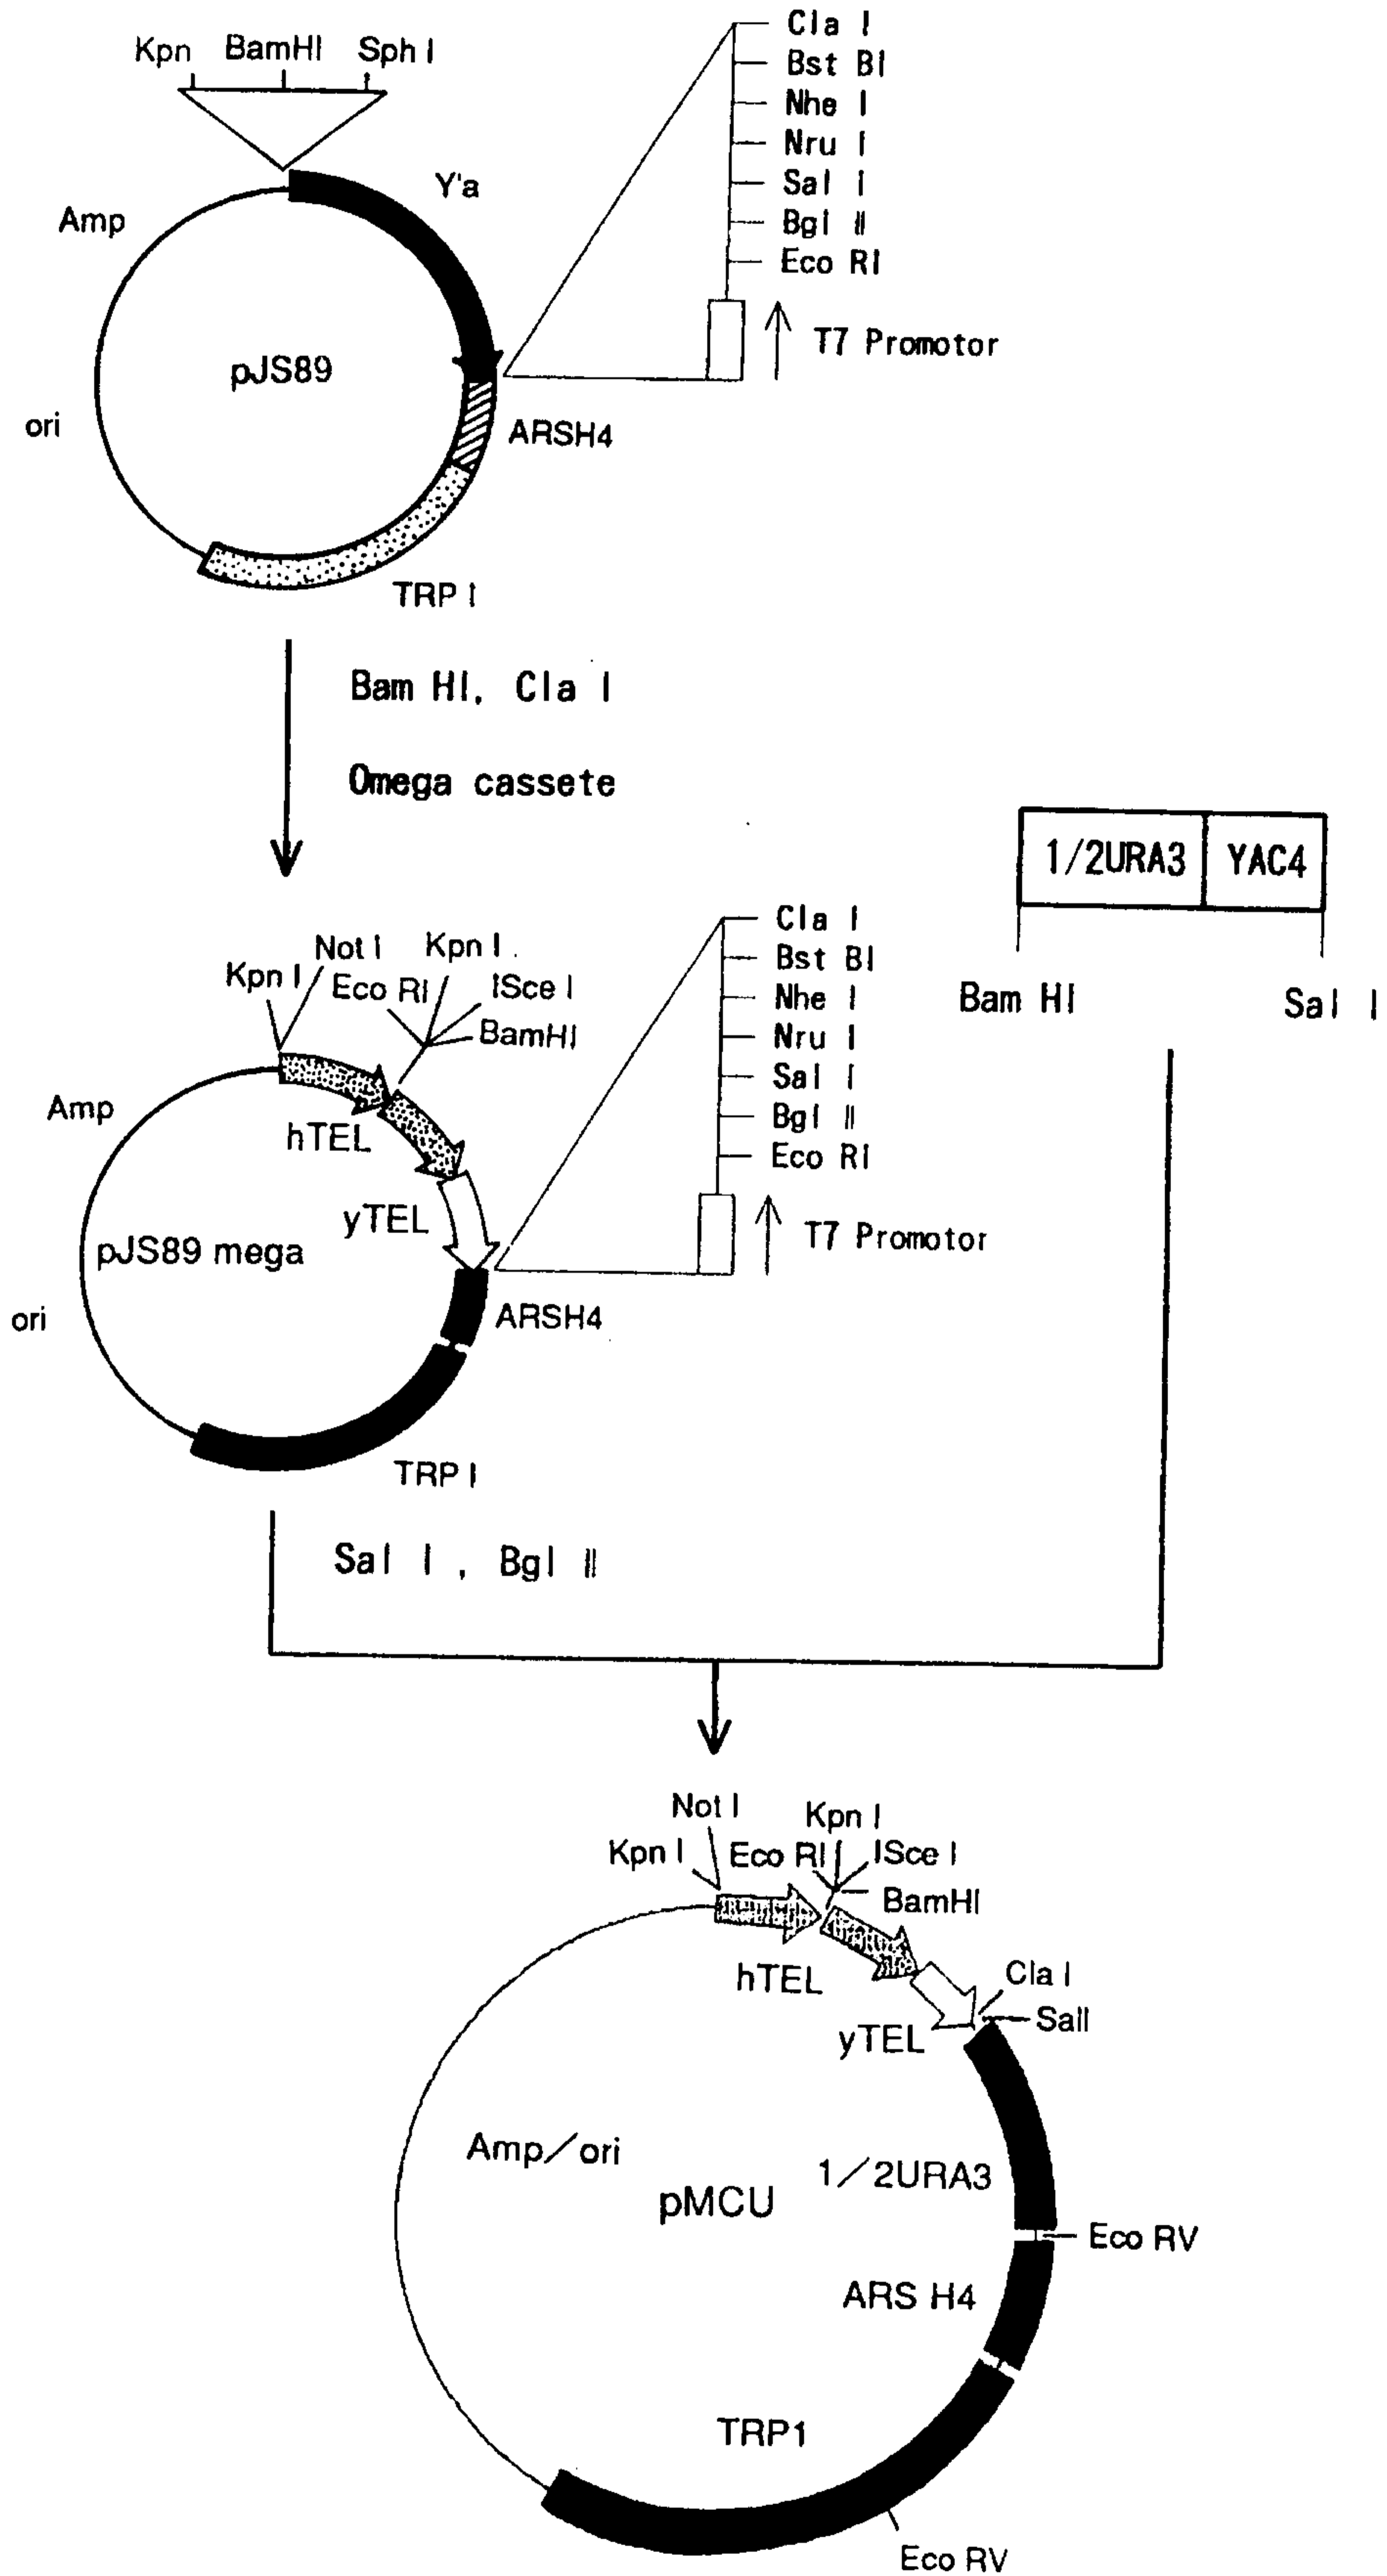 Kpn BamHI Sph I
Cla I
Bst BI
Nhe I
Nru I
Sal I
Bgl II
Eco RI
T7 Promotor
Y'a
Amp
pJS89
ori
ARSH4
TRP I
Bam HI, Cla I
Omega cassete
1/2URA3 YAC4
Bam HI Sal I
Kpn I Not I Eco RI Kpn I ISce I BamHI
Cla I
Bst BI
Nhe I
Nru I
Sal I
Bgl II
Eco RI
T7 Promotor
Amp
hTEL
yTEL
pJS89 mega
ori
ARSH4
TRP I
Sal I , Bgl II
Not I Kpn I
Kpn I Eco RI ISce I
BamHI
hTEL
Cla I
SalI
yTEL
Amp/ori
1/2URA3
pMCU
Eco RV
ARS H4
TRP1
Eco RV